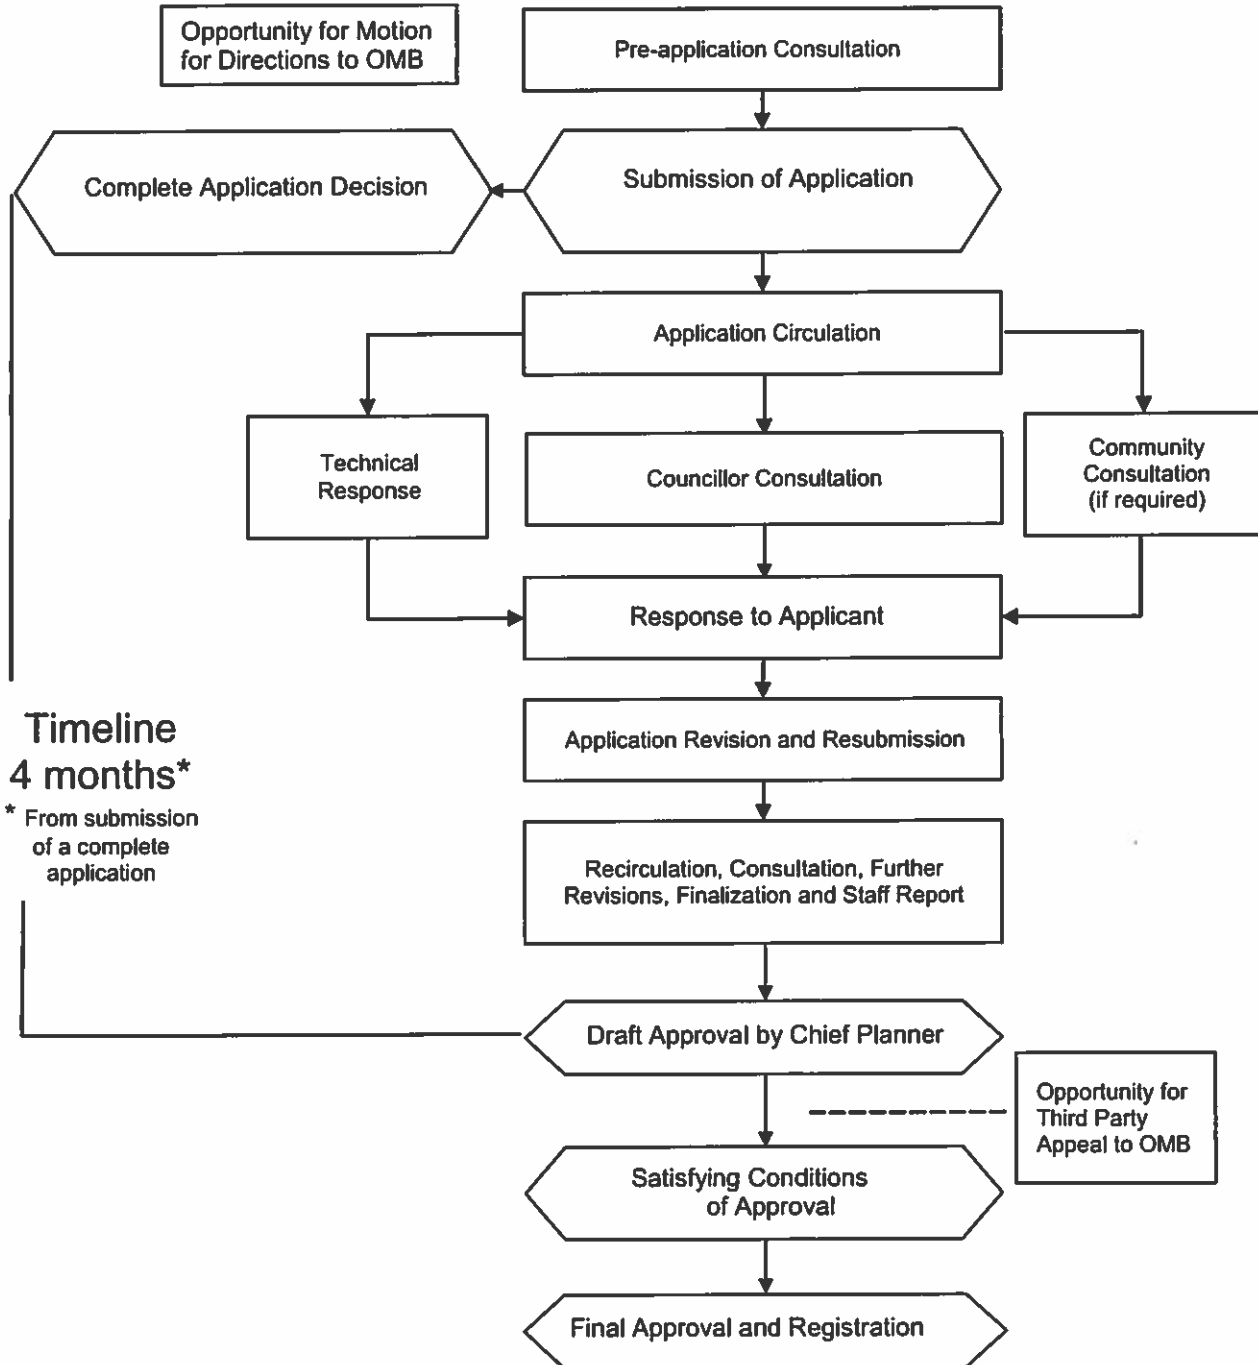 Opportunity for Motion
for Directions to OMB
Pre-application Consultation
Complete Application Decision
Submission of Application
Application Circulation
Technical
Response
Councillor Consultation
Community
Consultation
(if required)
Response to Applicant
Application Revision and Resubmission
Timeline
4 months*
* From submission
of a complete
application
Recirculation, Consultation, Further
Revisions, Finalization and Staff Report
Draft Approval by Chief Planner
Opportunity for
Third Party
Appeal to OMB
Satisfying Conditions
of Approval
Final Approval and Registration